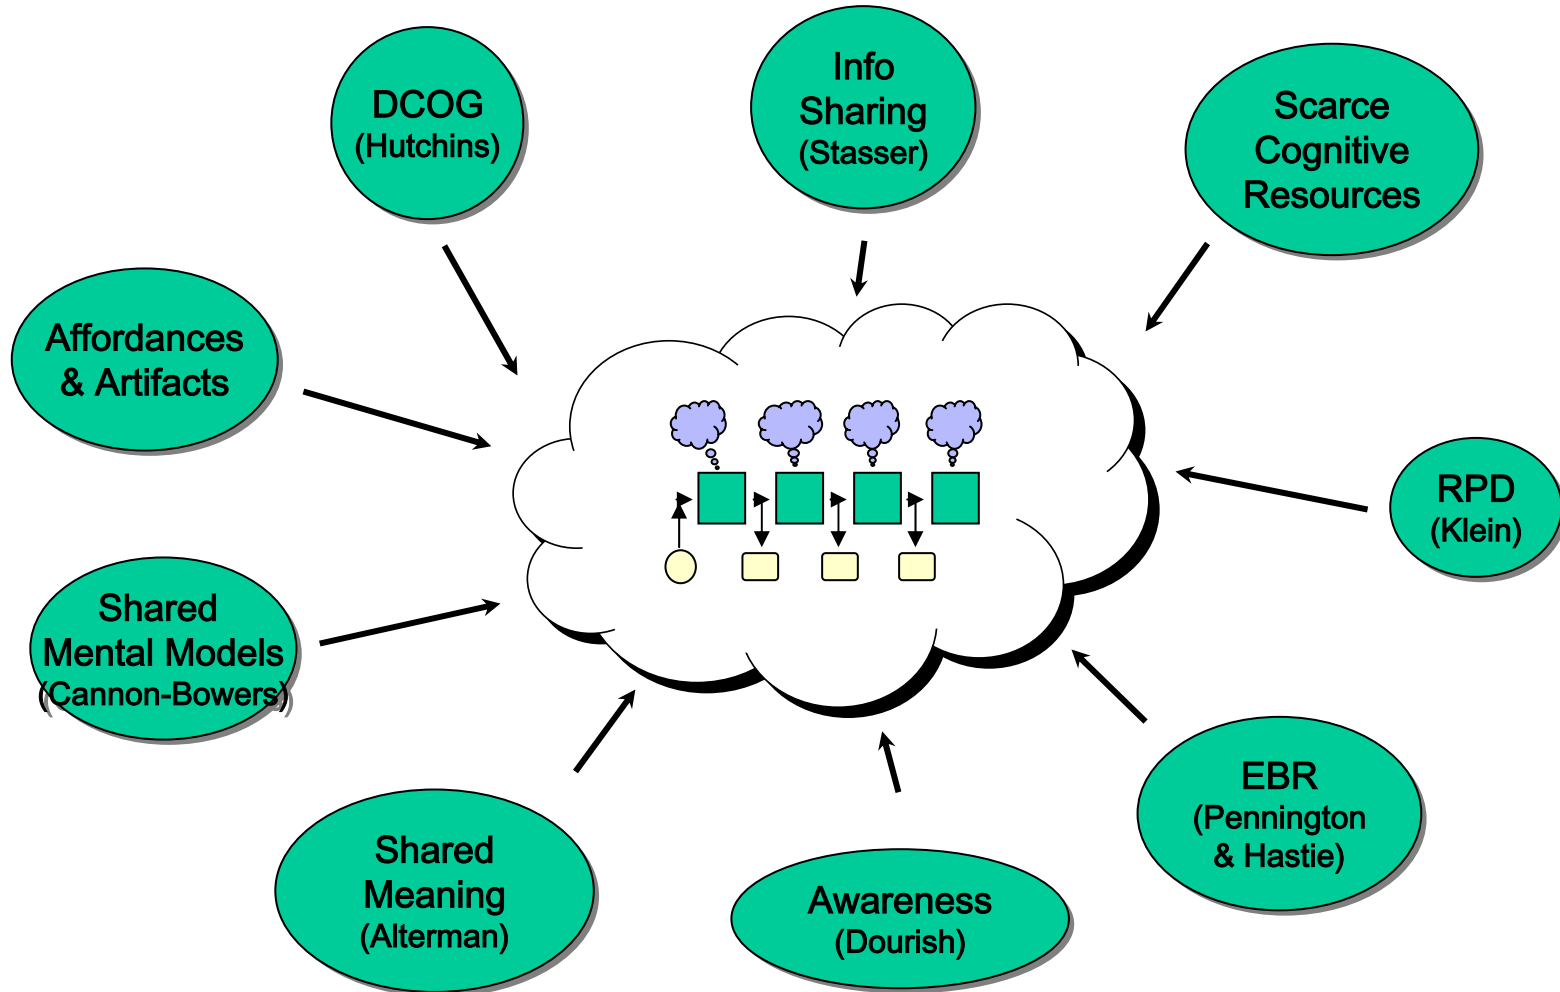 DCOG
(Hutchins)
Info
Sharing
(Stasser)
Scarce
Cognitive
Resources
Affordances
& Artifacts
RPD
(Klein)
Shared
Mental Models
(Cannon-Bowers)
EBR
(Pennington
& Hastie)
Shared
Meaning
(Alterman)
Awareness
(Dourish)